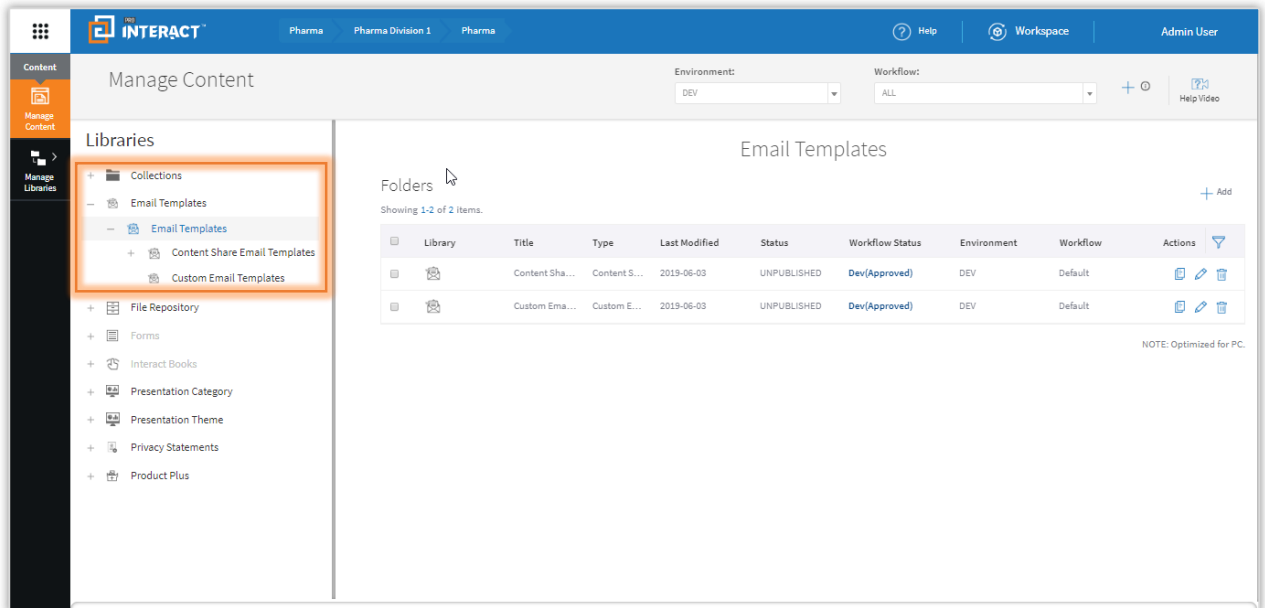 PRO
INTERACT™
Pharma Pharma Division 1 Pharma
? Help
Workspace
Admin User
Content
Manage
Content
Manage
Libraries
Manage Content
Environment:
DEV
Workflow:
ALL
Help Video
Libraries
Collections
Email Templates
Email Templates
Content Share Email Templates
Custom Email Templates
File Repository
Forms
Interact Books
Presentation Category
Presentation Theme
Privacy Statements
Product Plus
Email Templates
Folders
Add
Showing 1-2 of 2 items.
Library Title Type Last Modified Status Workflow Status Environment Workflow Actions
Content Sha... Content S... 2019-06-03 UNPUBLISHED Dev(Approved) DEV Default
Custom Ema... Custom E... 2019-06-03 UNPUBLISHED Dev(Approved) DEV Default
NOTE: Optimized for PC.